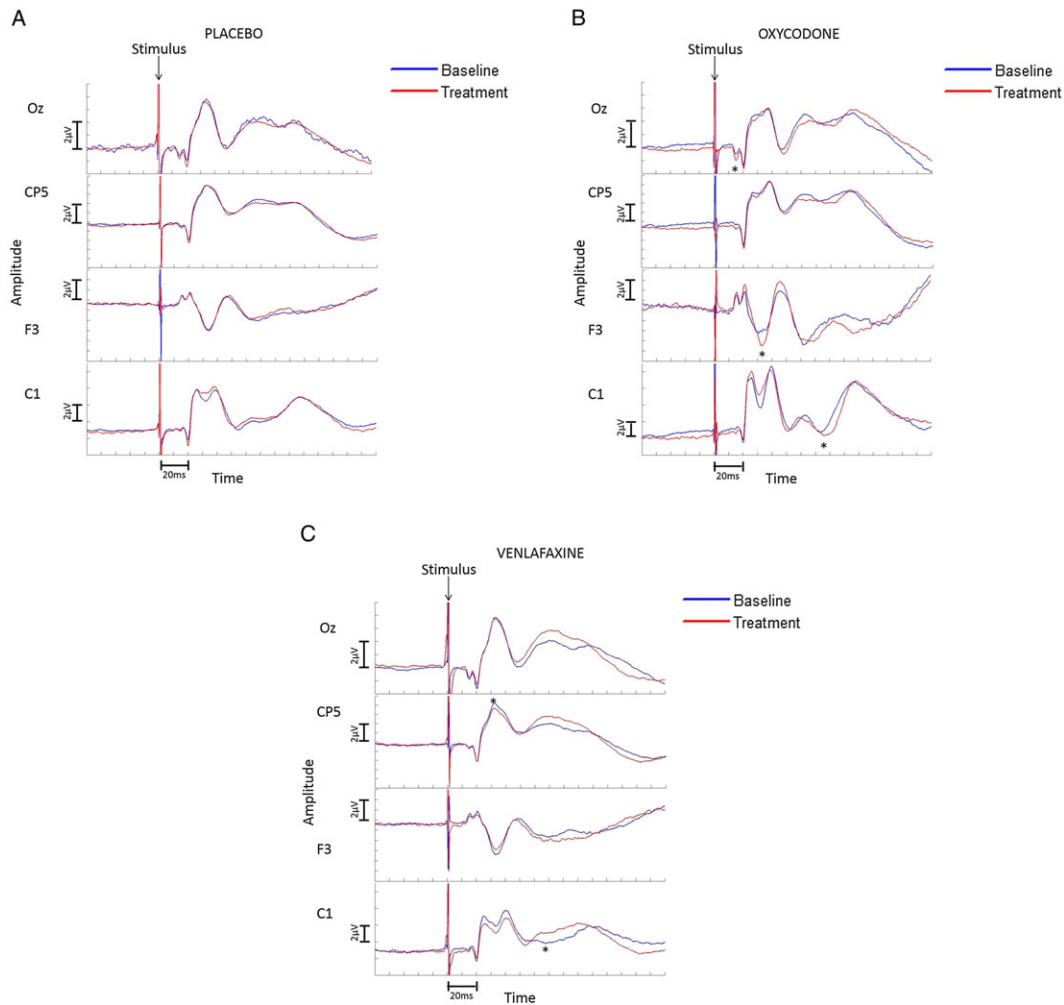 A
PLACEBO
Stimulus
Baseline
Treatment
Oz
2μV
CP5
2μV
Amplitude
2μV
F3
C1
2μV
20ms
Time
B
OXYCODONE
Stimulus
Baseline
Treatment
Oz
2μV
*
CP5
2μV
Amplitude
2μV
F3
*
C1
2μV
*
20ms
Time
C
VENLAFAXINE
Stimulus
Baseline
Treatment
Oz
2μV
*
CP5
2μV
Amplitude
2μV
F3
C1
2μV
*
20ms
Time